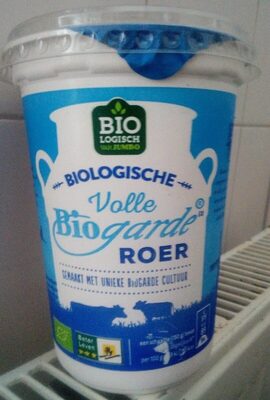 BIO
LOGISCH
VAN JUMBO
BIOLOGISCHE
Volle
Biogarde®
ROER
GEMAAKT MET UNIEKE BIOGARDE CULTUUR
Beter
Leven